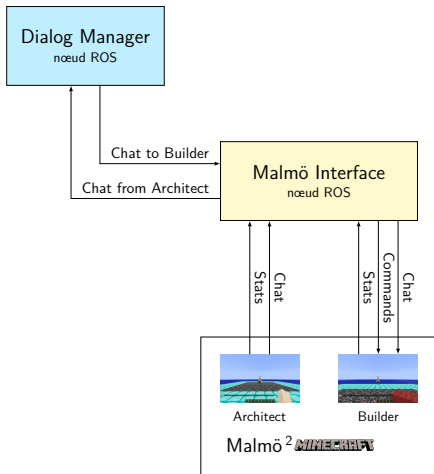 Dialog Manager
nœud ROS
Chat to Builder
Chat from Architect
Malmö Interface
nœud ROS
Stats
Chat
Stats
Commands
Chat
Architect
Builder
Malmö 2 MINECRAFT